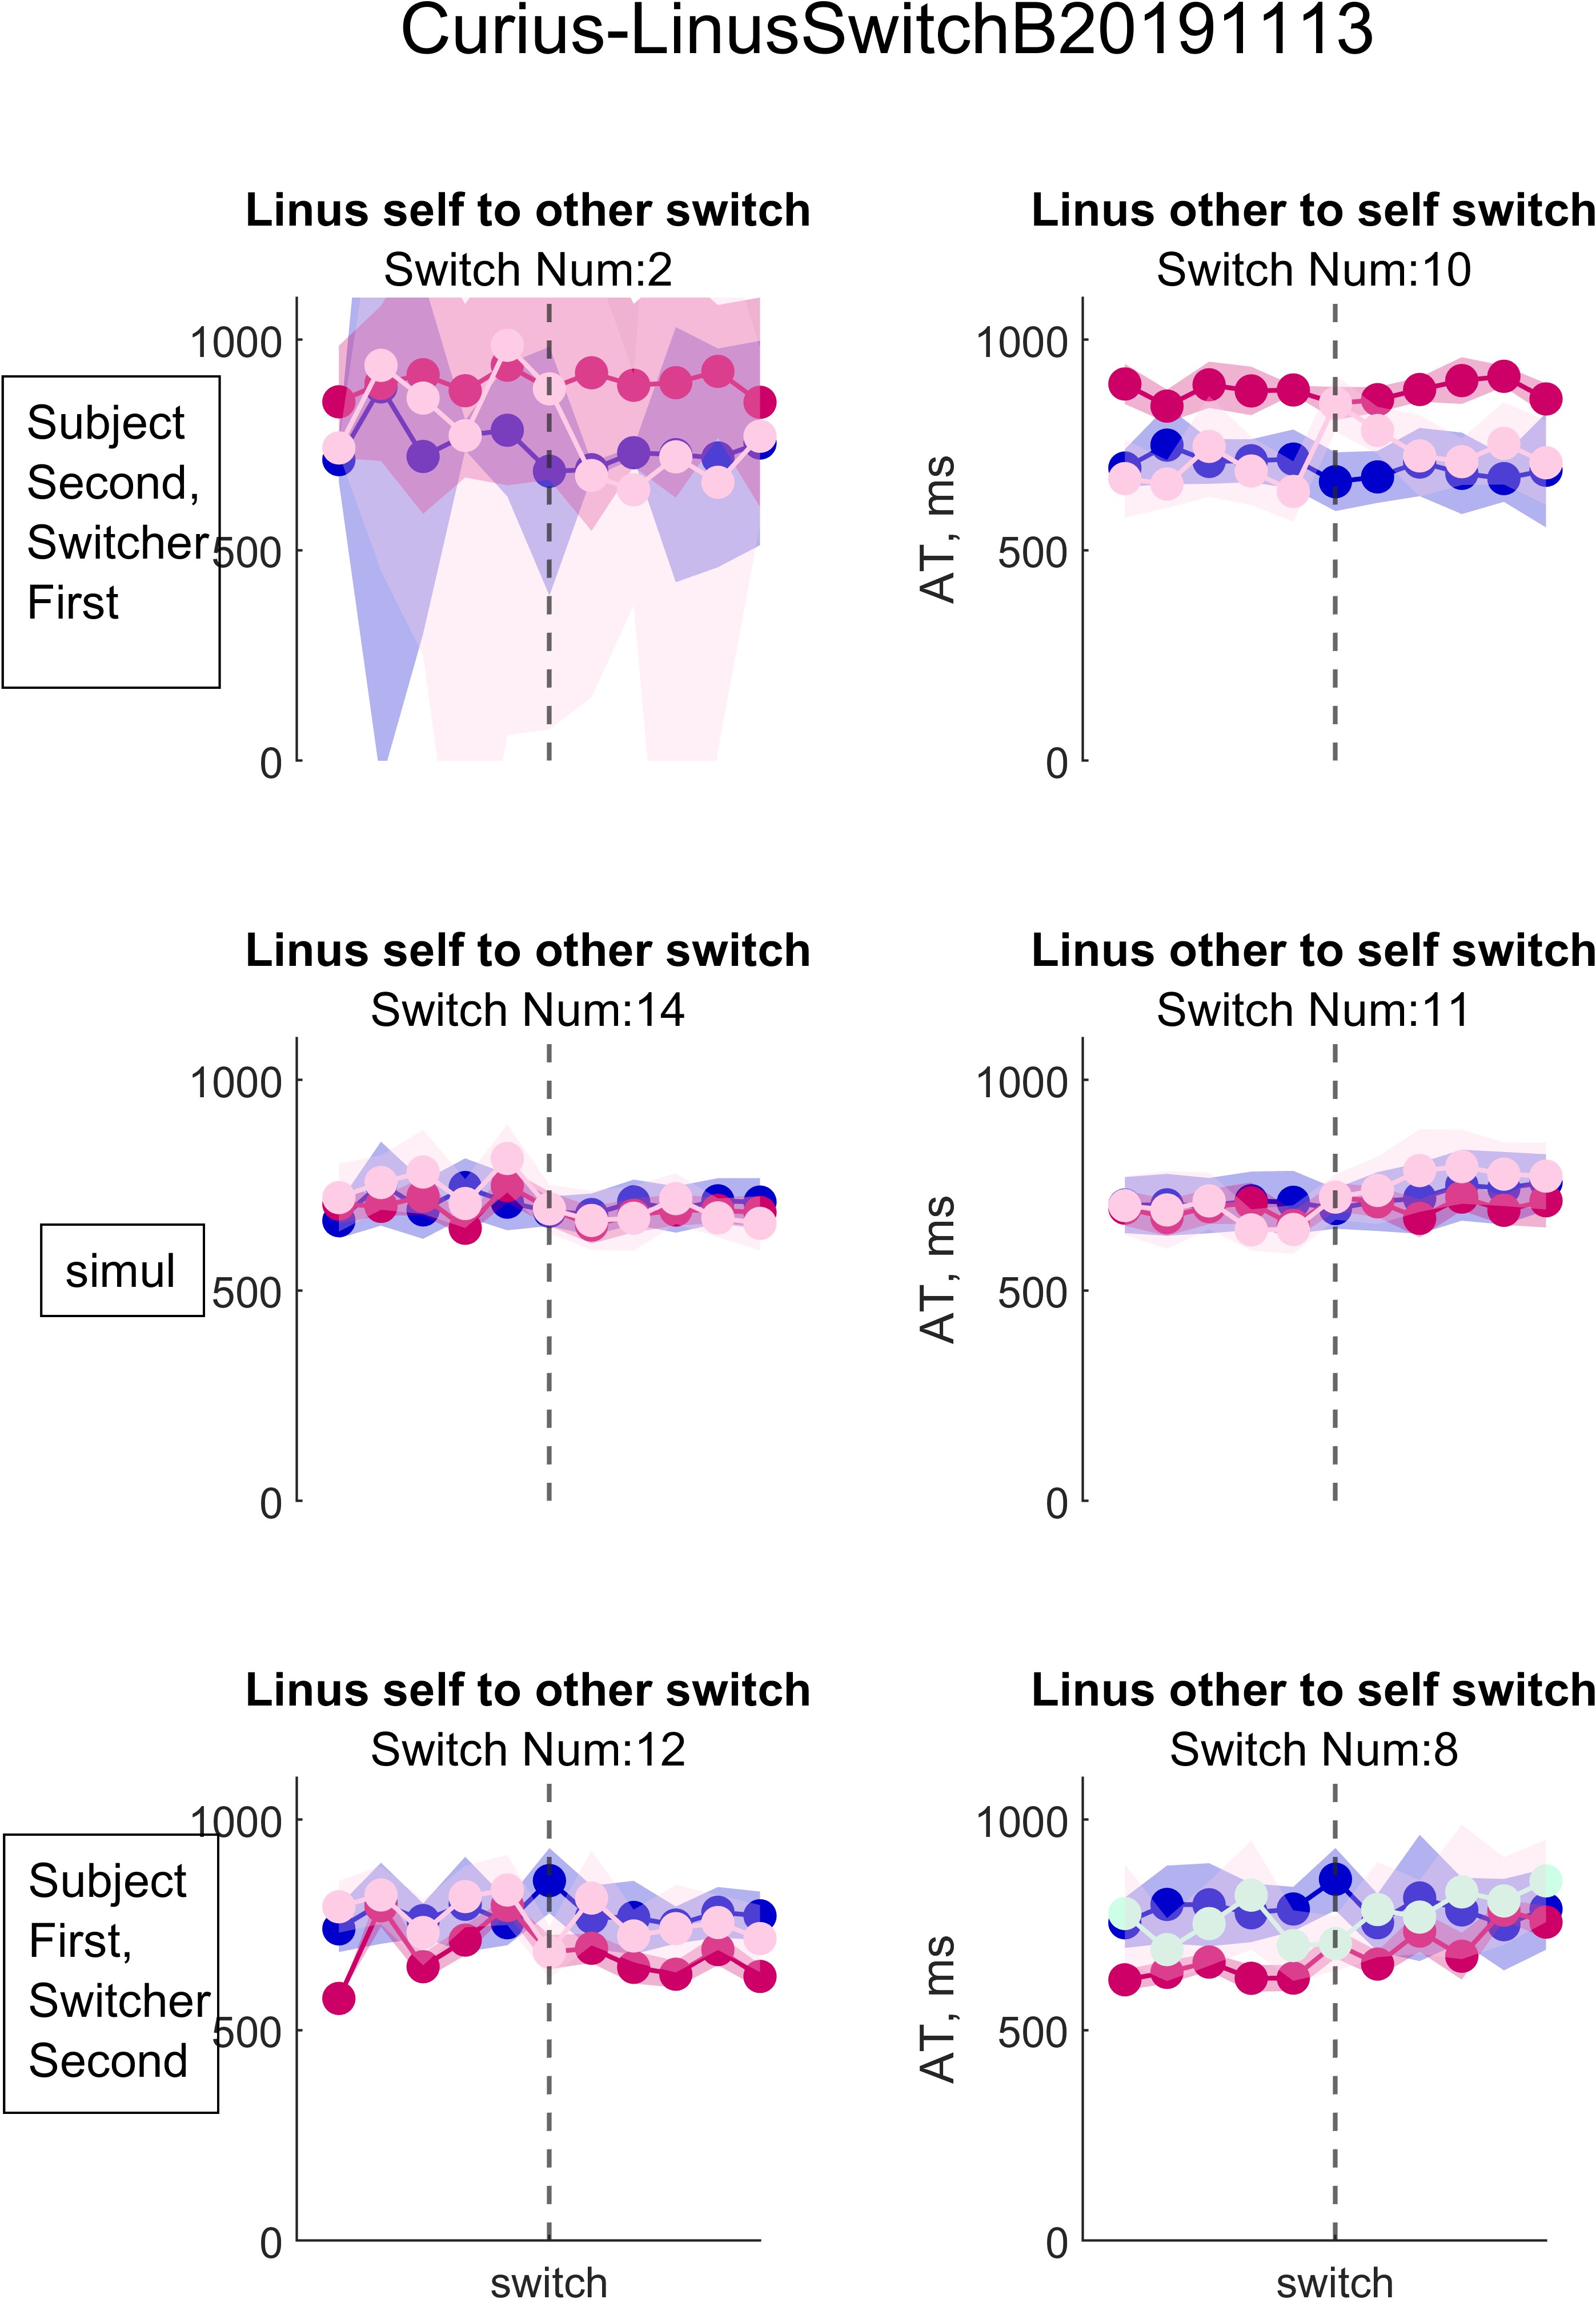 Curius-LinusSwitchB20191113
Linus self to other switch
Switch Num:2
Linus other to self switch
Switch Num:10
Subject
Second,
Switcher
First
1000
500
0
AT, ms
1000
500
0
Linus self to other switch
Switch Num:14
Linus other to self switch
Switch Num:11
simul
1000
500
0
AT, ms
1000
500
0
Linus self to other switch
Switch Num:12
Linus other to self switch
Switch Num:8
Subject
First,
Switcher
Second
1000
500
0
switch
AT, ms
1000
500
0
switch